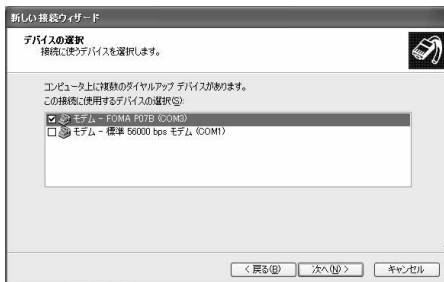 新しい接続ウィザード
デバイスの選択
接続に使うデバイスを選択します。
コンピュータ上に複数のダイヤルアップ デバイスがあります。
この接続に使用するデバイスの選択(S):
モデム - FOMA P07B (COM3)
モデム - 標準 56000 bps モデム (COM1)
< 戻る(B) 次へ(N) > キャンセル